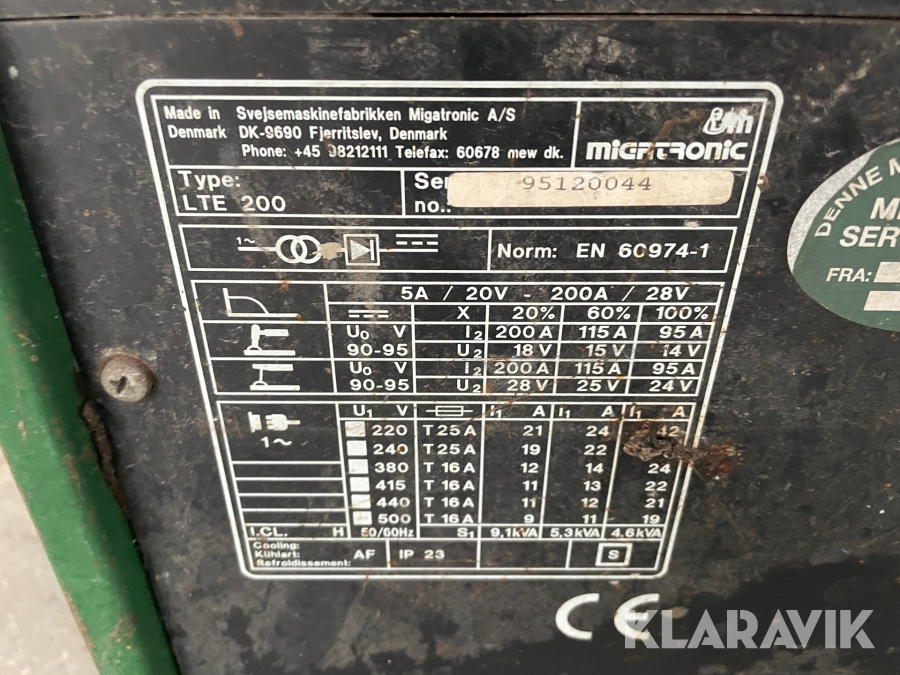 Made in Svejsemaskinefabrikken Migatronic A/S
Denmark DK-9690 Fjerritslev, Denmark
Phone: +45 98212111 Telefax: 60678 mew dk.
MIGATRONIC
Type:
LTE 200
Ser
no.:
95120044
1~
Norm: EN 60974-1
5A / 20V - 200A / 28V
X 20% 60% 100%
U0 V I2 200 A 115 A 95 A
90-95 U2 18 V 15 V 14 V
U0 V I2 200 A 115 A 95 A
90-95 U2 28 V 25 V 24 V
U1 V I1 A I1 A I1 A
1~
220 T 25 A 21 24 42
240 T 25 A 19 22
380 T 16 A 12 14 24
415 T 16 A 11 13 22
440 T 16 A 11 12 21
500 T 16 A 9 11 19
I.CL. H 50/60Hz S1 9,1kVA 5,3kVA 4.6kVA
Cooling:
Kühlart: AF IP 23 S
Refroidissement:
CE
DENNE M
MI
SER
FRA:
KLARAVIK